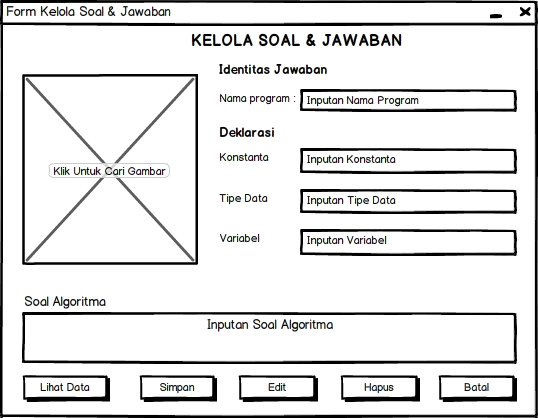 Form Kelola Soal & Jawaban
KELOLA SOAL & JAWABAN
Identitas Jawaban
Nama program : Inputan Nama Program
Deklarasi
Klik Untuk Cari Gambar
Konstanta Inputan Konstanta
Tipe Data Inputan Tipe Data
Variabel Inputan Variabel
Soal Algoritma
Inputan Soal Algoritma
Lihat Data Simpan Edit Hapus Batal